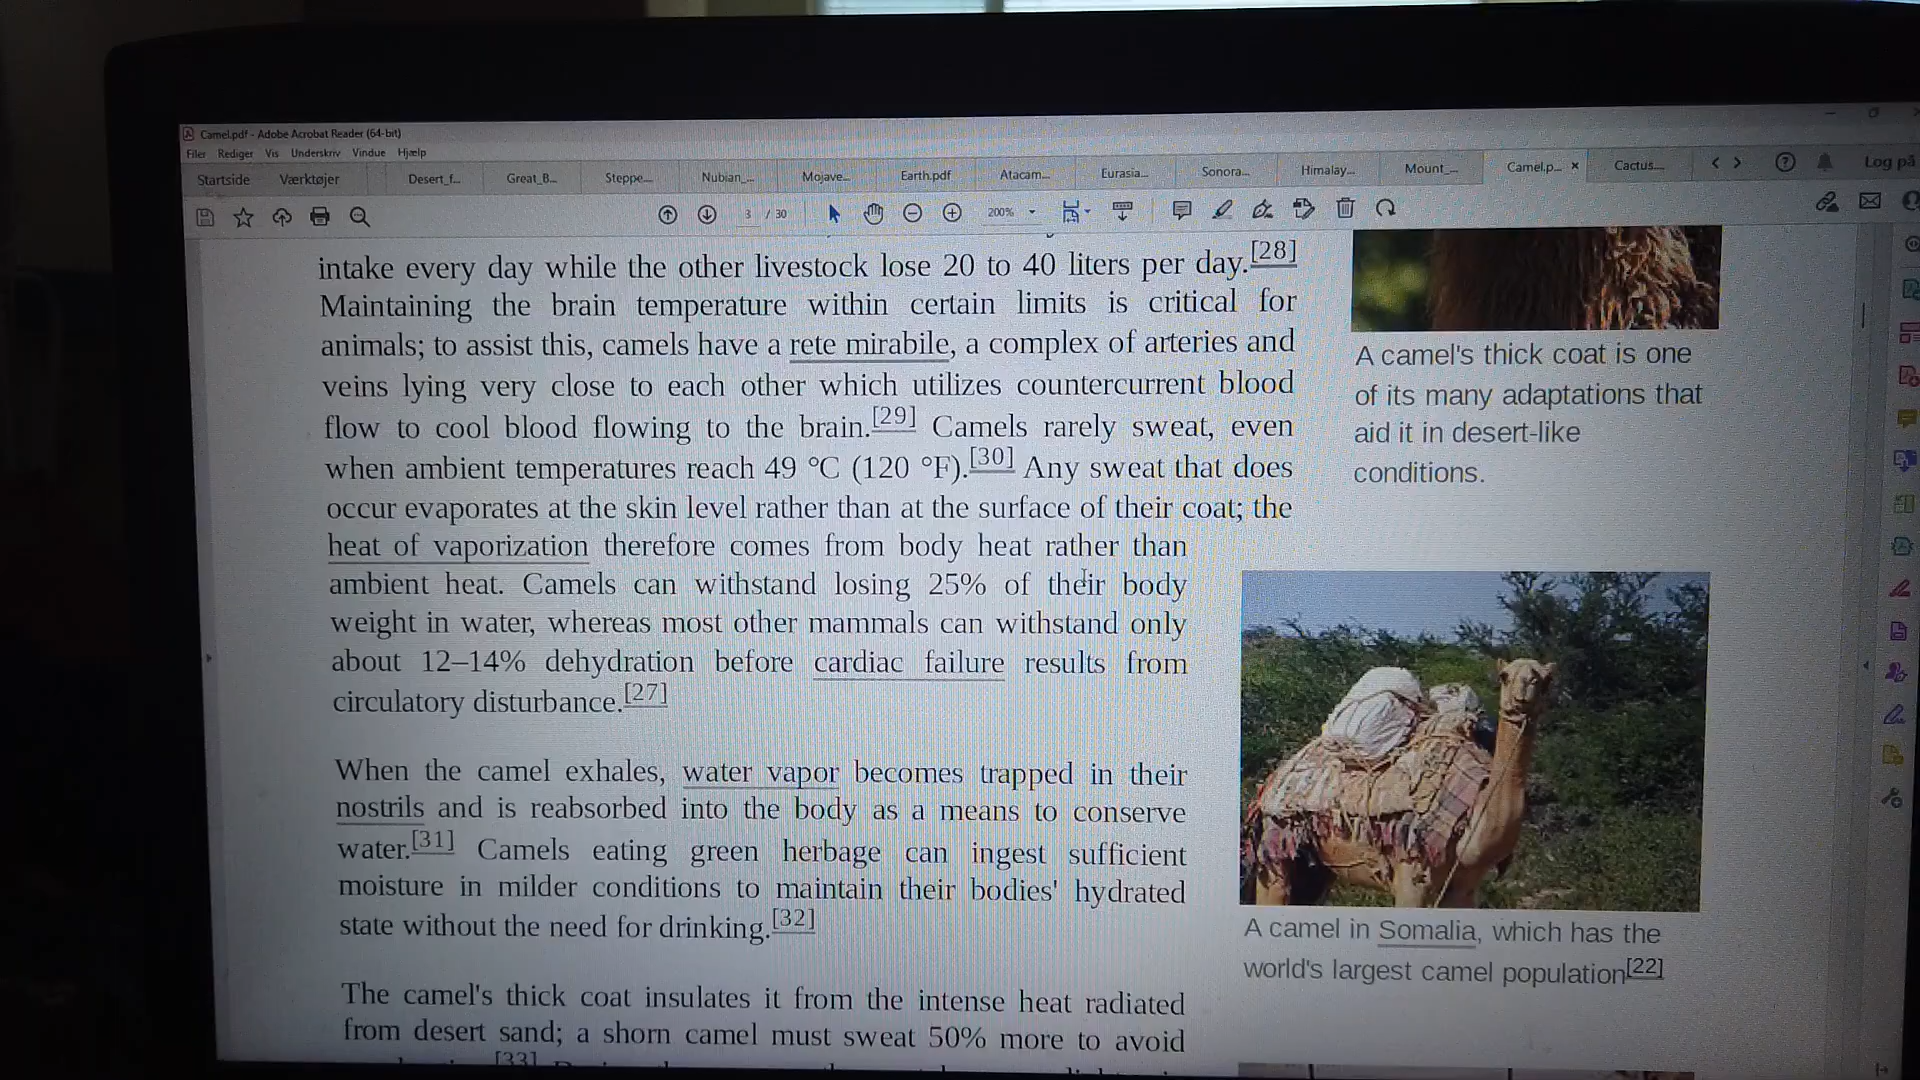 Camel.pdf - Adobe Acrobat Reader (64-bit)
Filer Rediger Vis Underskriv Vindue Hjælp
Startside Værktøjer Desert_f... Great_B... Steppe... Nubian_... Mojave... Earth.pdf Atacam... Eurasia... Sonora... Himalay... Mount_... Camel.p... × Cactus.... Log på
3 / 30 200%
intake every day while the other livestock lose 20 to 40 liters per day.[28]
Maintaining the brain temperature within certain limits is critical for
animals; to assist this, camels have a rete mirabile, a complex of arteries and
veins lying very close to each other which utilizes countercurrent blood
flow to cool blood flowing to the brain.[29] Camels rarely sweat, even
when ambient temperatures reach 49 °C (120 °F).[30] Any sweat that does
occur evaporates at the skin level rather than at the surface of their coat; the
heat of vaporization therefore comes from body heat rather than
ambient heat. Camels can withstand losing 25% of their body
weight in water, whereas most other mammals can withstand only
about 12–14% dehydration before cardiac failure results from
circulatory disturbance.[27]
When the camel exhales, water vapor becomes trapped in their
nostrils and is reabsorbed into the body as a means to conserve
water.[31] Camels eating green herbage can ingest sufficient
moisture in milder conditions to maintain their bodies' hydrated
state without the need for drinking.[32]
The camel's thick coat insulates it from the intense heat radiated
from desert sand; a shorn camel must sweat 50% more to avoid
[33]
A camel's thick coat is one
of its many adaptations that
aid it in desert-like
conditions.
A camel in Somalia, which has the
world's largest camel population[22]